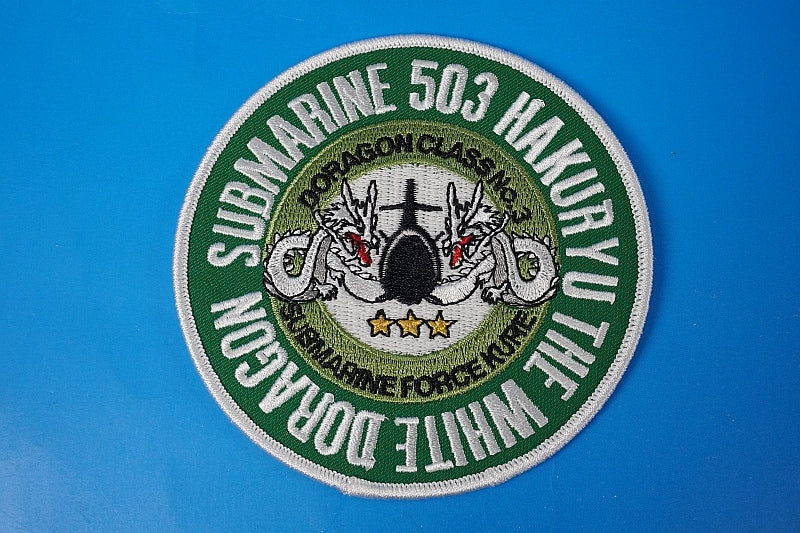 SUBMARINE 503 HAKURYU THE WHITE DORAGON
DORAGON CLASS No.3
SUBMARINE FORCE KURE